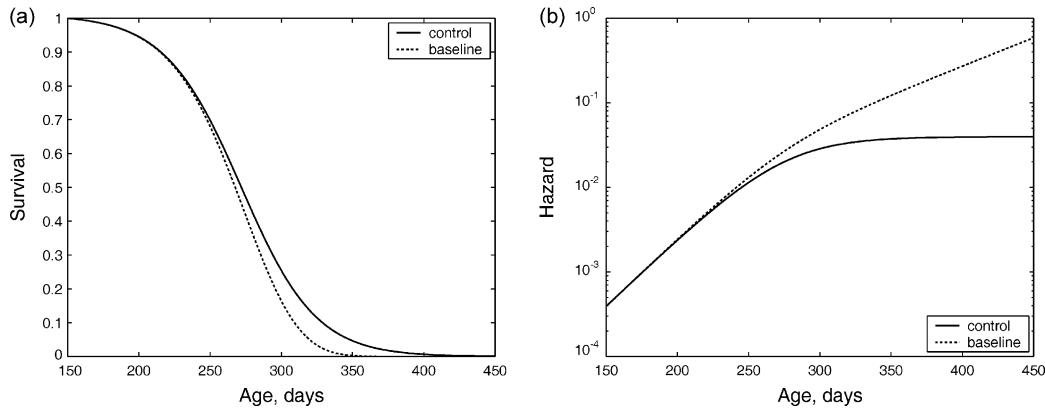 (a)
1
0.9
0.8
0.7
0.6
0.5
0.4
0.3
0.2
0.1
0
Survival
control
baseline
150 200 250 300 350 400 450
Age, days
(b)
10^0
10^-1
10^-2
10^-3
10^-4
Hazard
control
baseline
150 200 250 300 350 400 450
Age, days